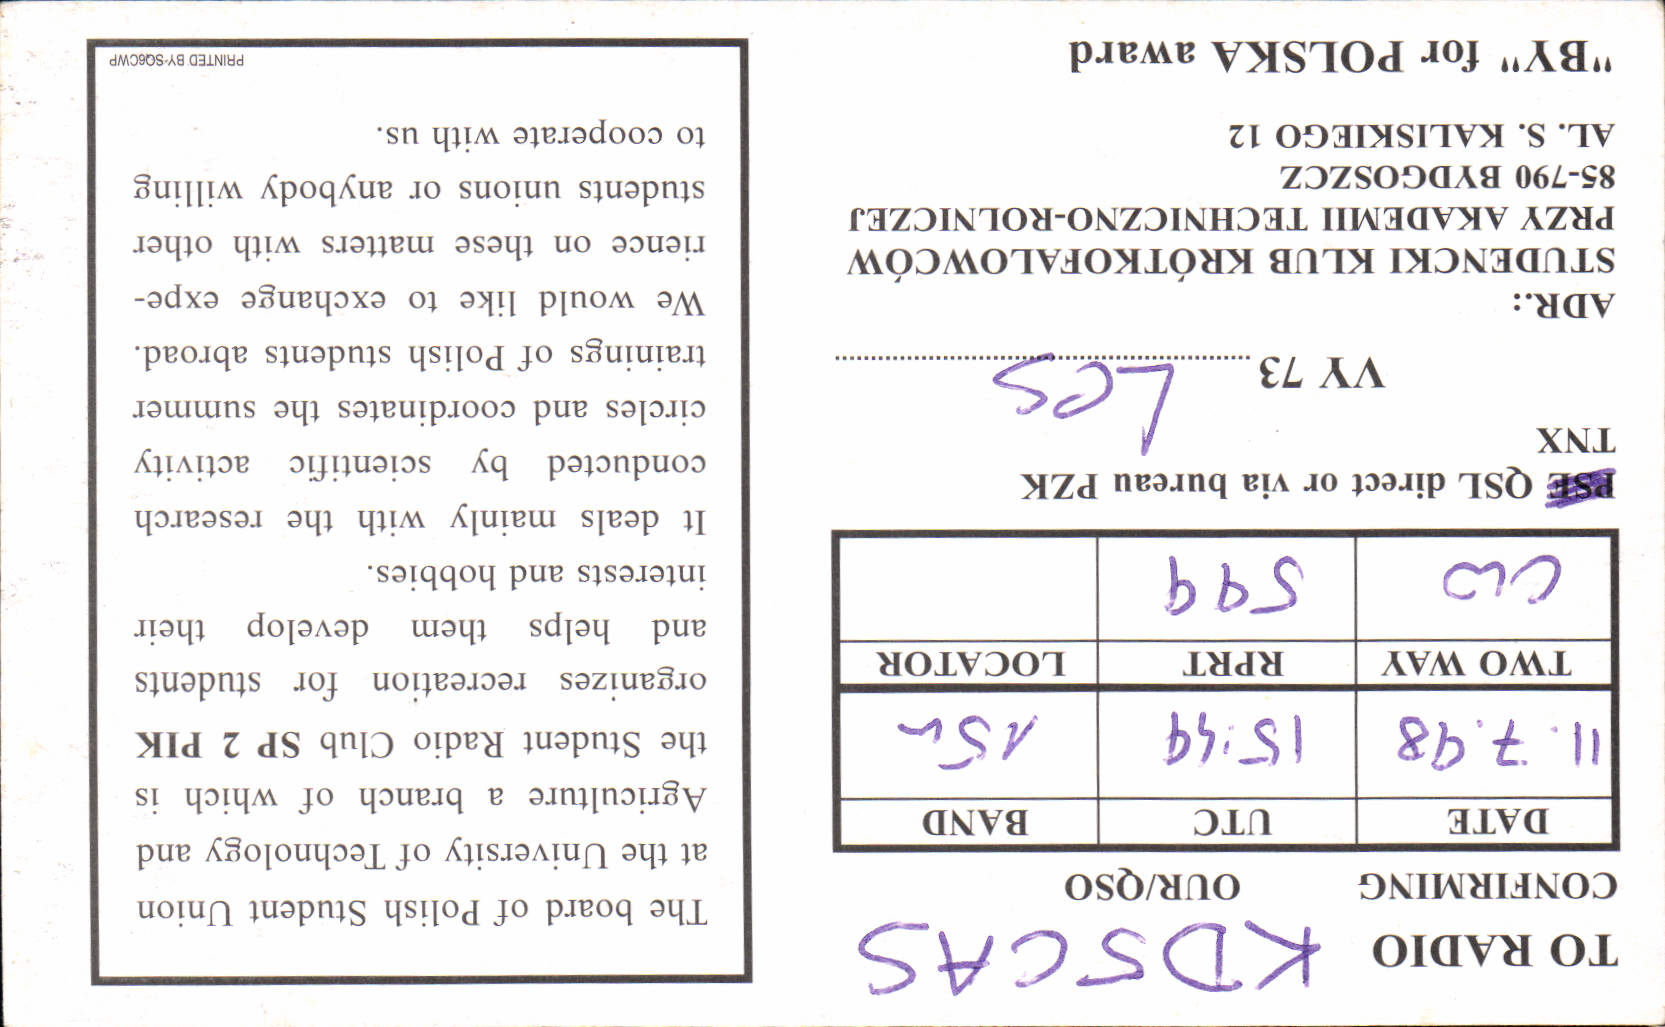 TO RADIO KD5CAS
CONFIRMING OUR/QSO
DATE UTC BAND
11.7.98 15:44 15m
TWO WAY RPRT LOCATOR
CW 599
PSE QSL direct or via bureau PZK
TNX
VY 73 Les
ADR.:
STUDENCKI KLUB KRÓTKOFALOWCÓW
PRZY AKADEMII TECHNICZNO-ROLNICZEJ
85-790 BYDGOSZCZ
AL. S. KALISKIEGO 12
"BY" for POLSKA award
The board of Polish Student Union
at the University of Technology and
Agriculture a branch of which is
the Student Radio Club SP 2 PIK
organizes recreation for students
and helps them develop their
interests and hobbies.
It deals mainly with the research
conducted by scientific activity
circles and coordinates the summer
trainings of Polish students abroad.
We would like to exchange expe-
rience on these matters with other
students unions or anybody willing
to cooperate with us.
PRINTED BY-SQ6CWP